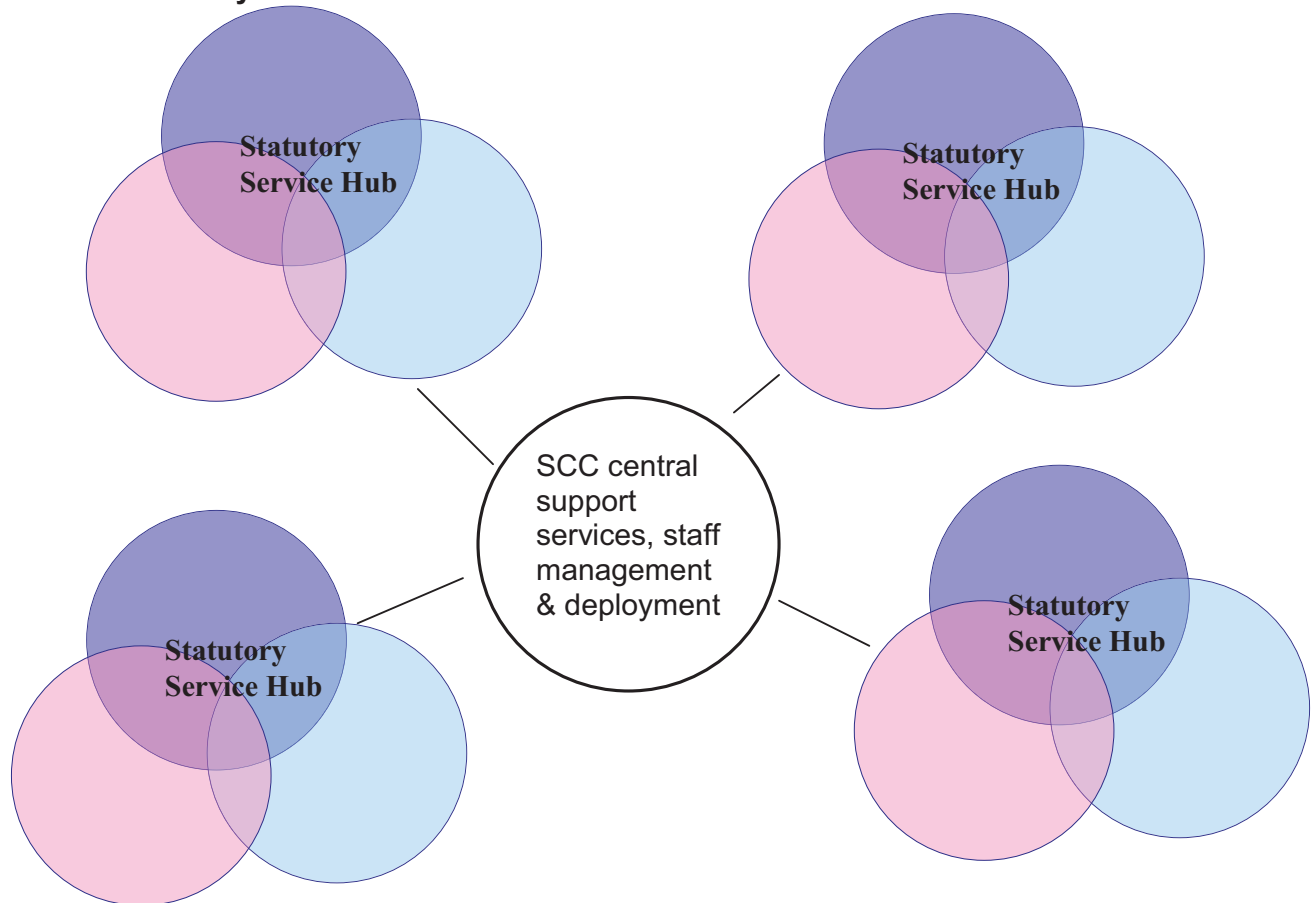 Statutory
Service Hub
Statutory
Service Hub
SCC central
support
services, staff
management
& deployment
Statutory
Service Hub
Statutory
Service Hub